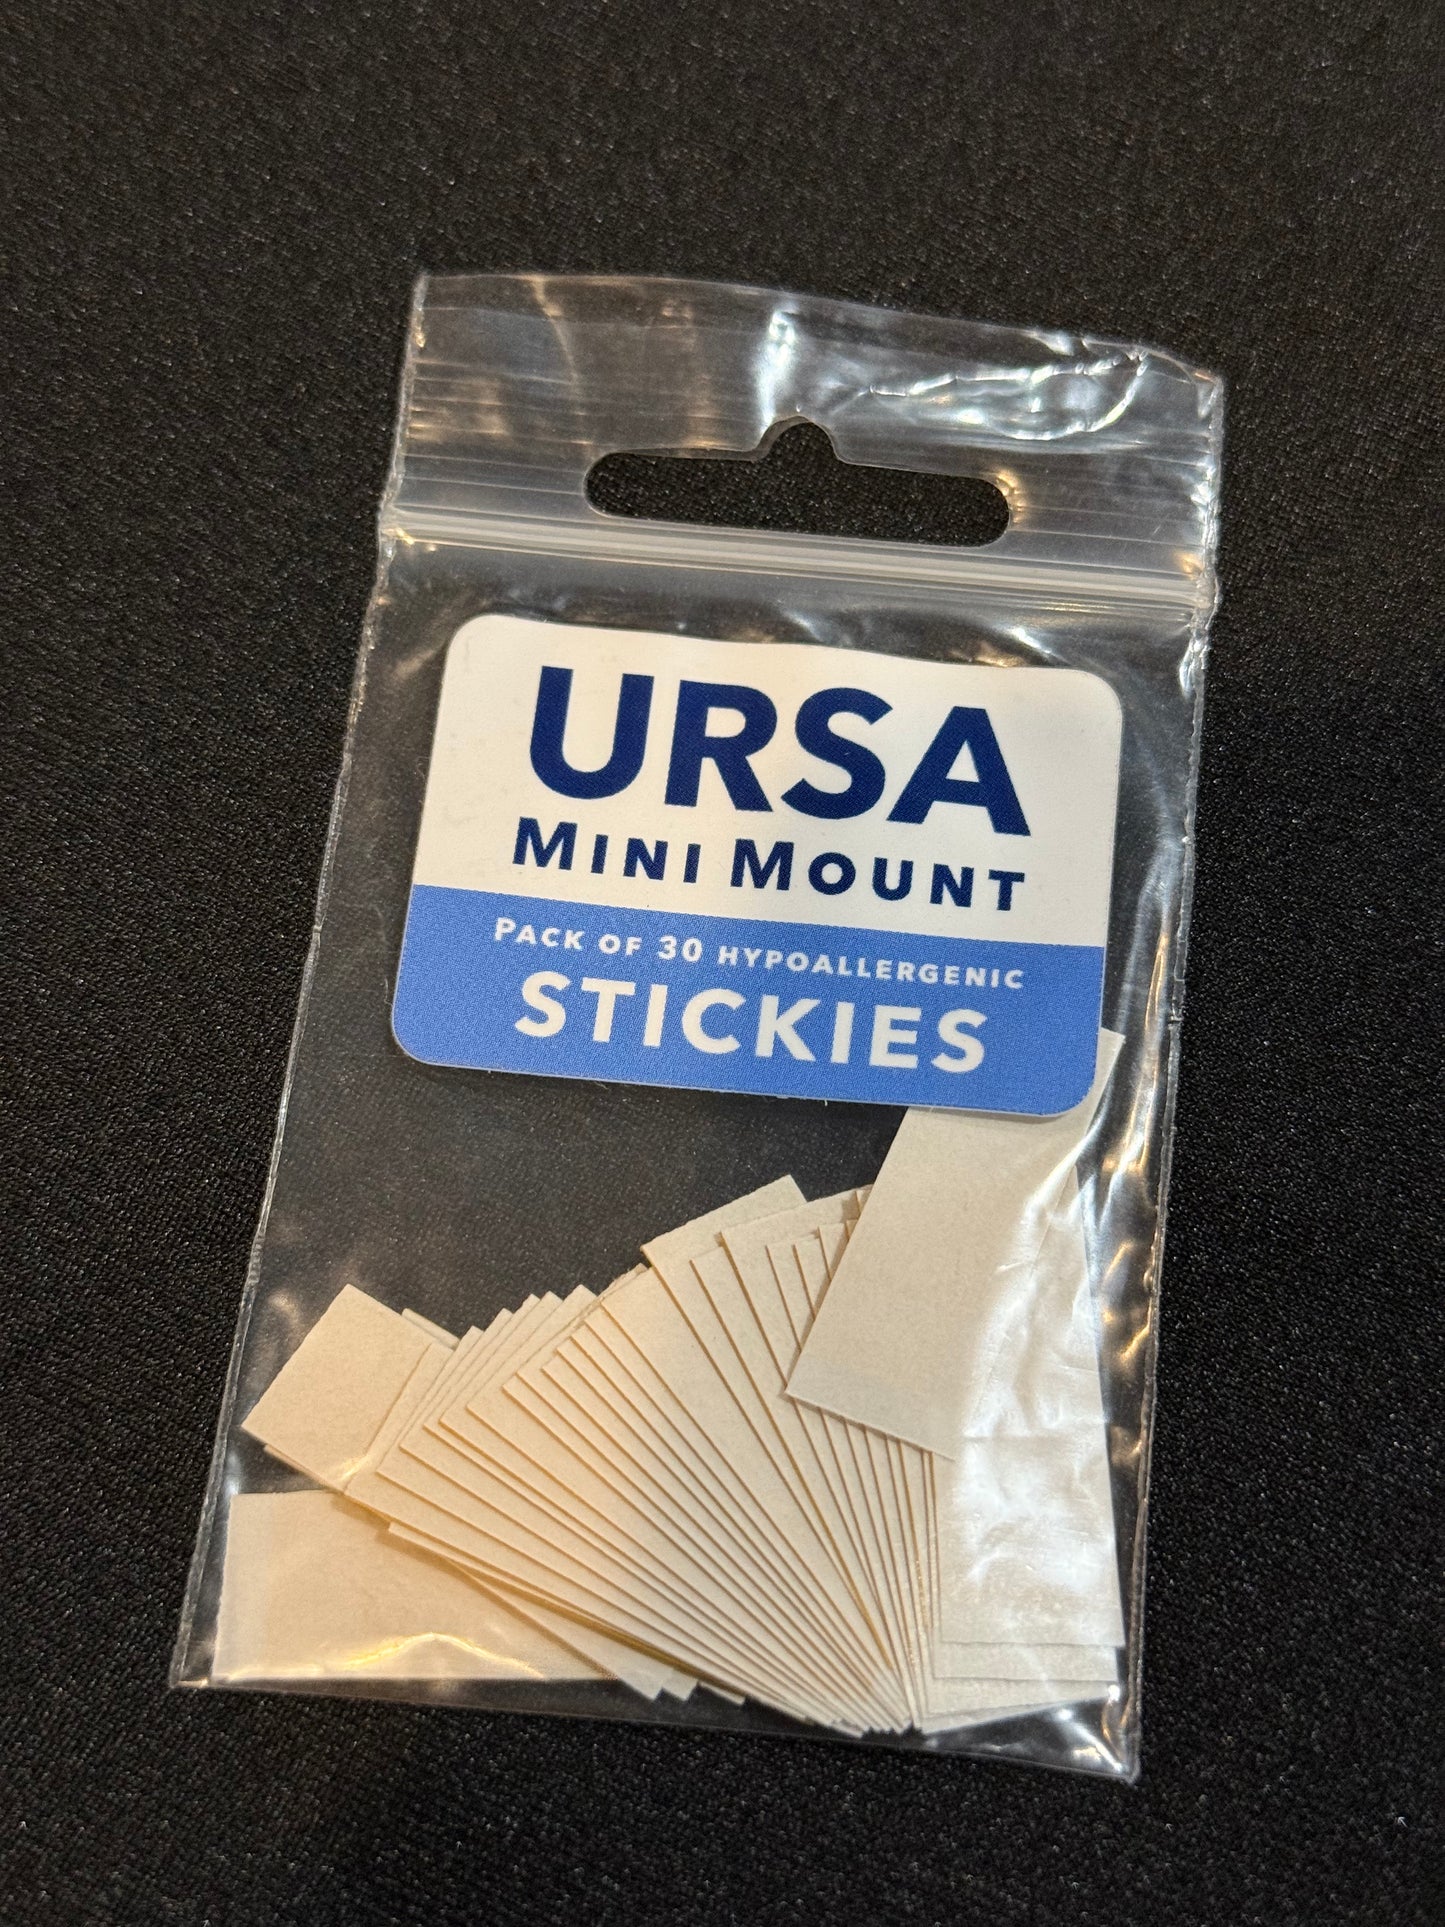 URSA
MINI MOUNT
PACK OF 30 HYPOALLERGENIC
STICKIES